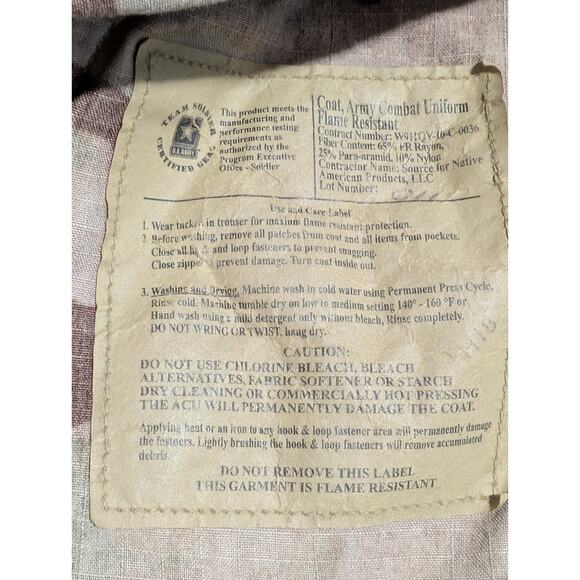 TEAM SOLDIER
U.S. ARMY
CERTIFIED GEAR
This product meets the
manufacturing and
performance testing
requirements as
authorized by the
Program Executive
Office - Soldier
Coat, Army Combat Uniform
Flame Resistant
Contract Number: W911QY-10-C-0036
Fiber Content: 65% FR Rayon,
25% Para-aramid, 10% Nylon
Contractor Name: Source for Native
American Products, LLC
Lot Number:
Use and Care Label
1. Wear tucked in trouser for maxium flame resistant protection.
2. Before washing, remove all patches from coat and all items from pockets.
Close all hook and loop fasteners to prevent snagging.
Close zipper to prevent damage. Turn coat inside out.
3. Washing and Drying. Machine wash in cold water using Permanent Press Cycle,
Rinse cold. Machine tumble dry on low to medium setting 140° - 160 °F or
Hand wash using a mild detergent only without bleach, Rinse completely.
DO NOT WRING OR TWIST, hang dry.
CAUTION:
DO NOT USE CHLORINE BLEACH, BLEACH
ALTERNATIVES, FABRIC SOFTENER OR STARCH
DRY CLEANING OR COMMERCIALLY HOT PRESSING
THE ACU WILL PERMANENTLY DAMAGE THE COAT.
Applying heat or an iron to any hook & loop fastener area will permanently damage
the fastners. Lightly brushing the hook & loop fasteners will remove accumulated
debris.
DO NOT REMOVE THIS LABEL
THIS GARMENT IS FLAME RESISTANT